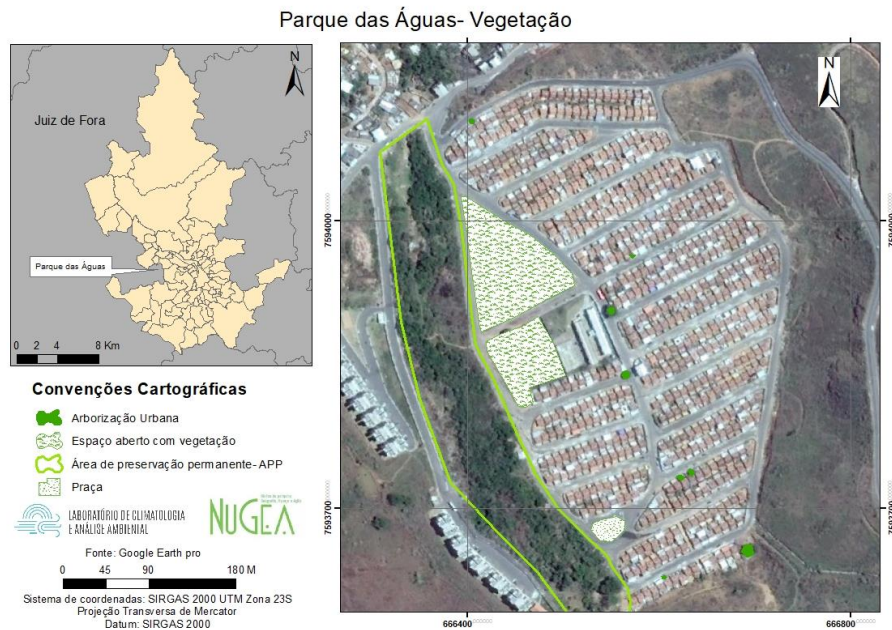 Parque das Águas- Vegetação
N
Juiz de Fora
Parque das Águas
0 2 4 8 Km
Convenções Cartográficas
Arborização Urbana
Espaço aberto com vegetação
Área de preservação permanente- APP
Praça
LABORATÓRIO DE CLIMATOLOGIA
E ANÁLISE AMBIENIAL
NUGEA
Fonte: Google Earth pro
0 45 90 180 M
Sistema de coordenadas: SIRGAS 2000 UTM Zona 23S
Projeção Transversa de Mercator
Datum: SIRGAS 2000
N
7594000
7593700
7594000
7593700
666400
666800